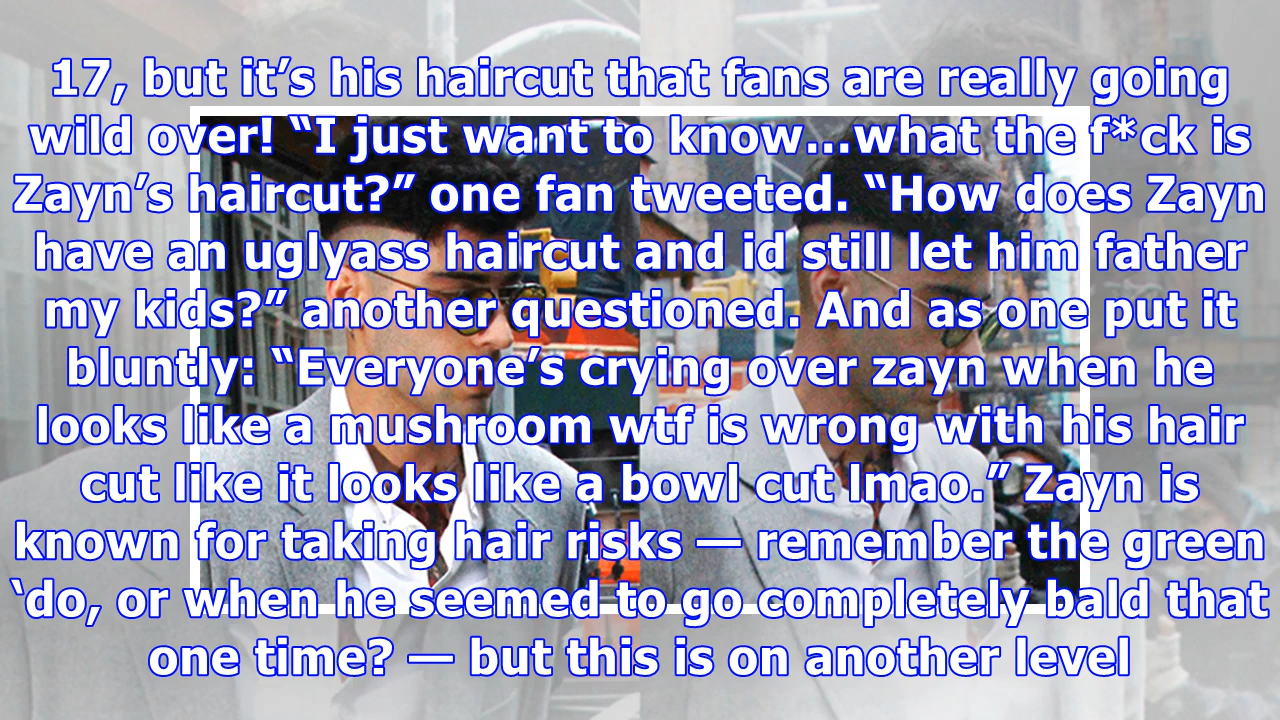 17, but it’s his haircut that fans are really going
wild over! “I just want to know...what the f*ck is
Zayn’s haircut?” one fan tweeted. “How does Zayn
have an uglyass haircut and id still let him father
my kids?” another questioned. And as one put it
bluntly: “Everyone’s crying over zayn when he
looks like a mushroom wtf is wrong with his hair
cut like it looks like a bowl cut lmao.” Zayn is
known for taking hair risks — remember the green
‘do, or when he seemed to go completely bald that
one time? — but this is on another level